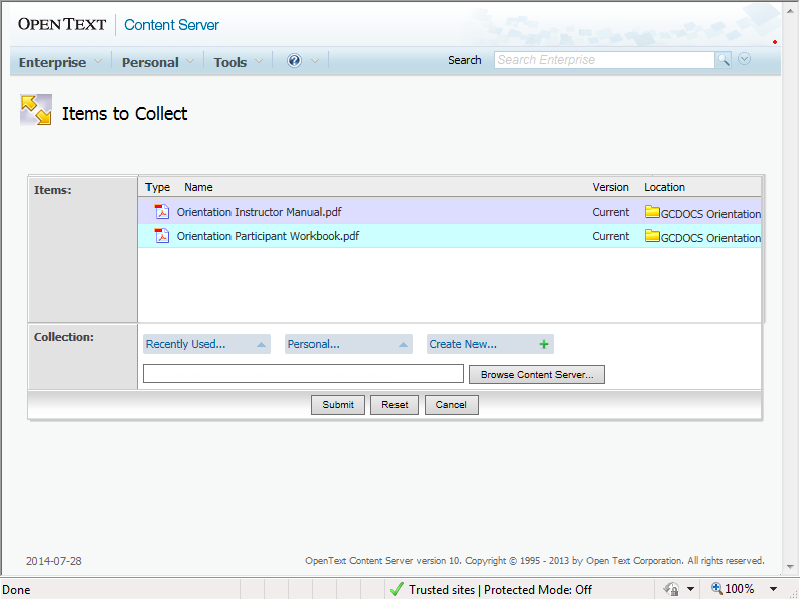 OPEN TEXT Content Server
Enterprise Personal Tools ? Search Search Enterprise
Items to Collect
Items: Type Name Version Location
Orientation Instructor Manual.pdf Current GCDOCS Orientation
Orientation Participant Workbook.pdf Current GCDOCS Orientation
Collection: Recently Used... Personal... Create New...
Browse Content Server...
Submit Reset Cancel
2014-07-28 OpenText Content Server version 10. Copyright © 1995 - 2013 by Open Text Corporation. All rights reserved.
Done Trusted sites | Protected Mode: Off 100%